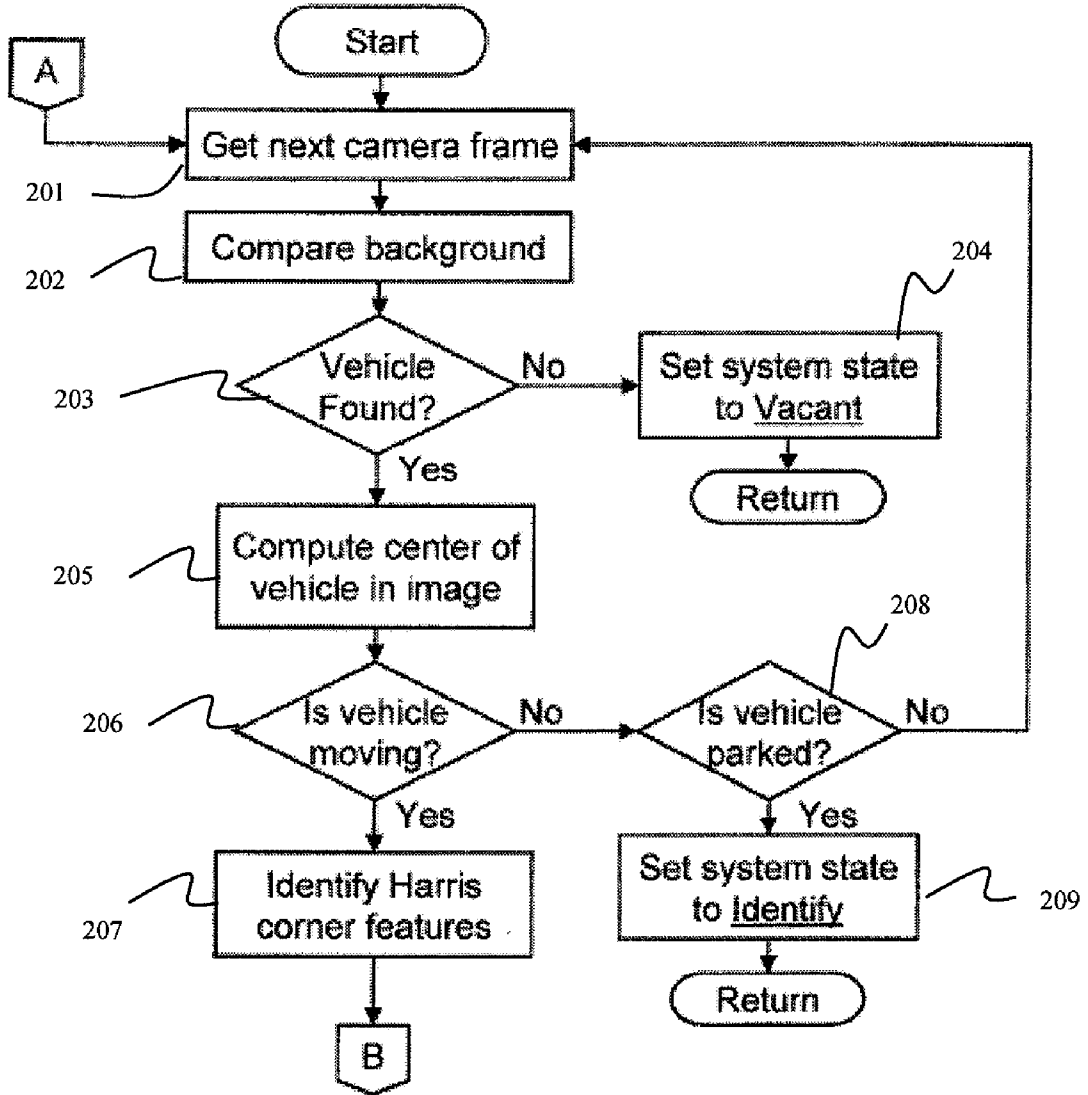 Start
A
Get next camera frame
201
Compare background
202
204
Vehicle
Found?
No
Set system state
to Vacant
203
Yes
Return
Compute center of
vehicle in image
205
208
206
Is vehicle
moving?
No
Is vehicle
parked?
No
Yes
Yes
Identify Harris
corner features
207
Set system state
to Identify
209
Return
B